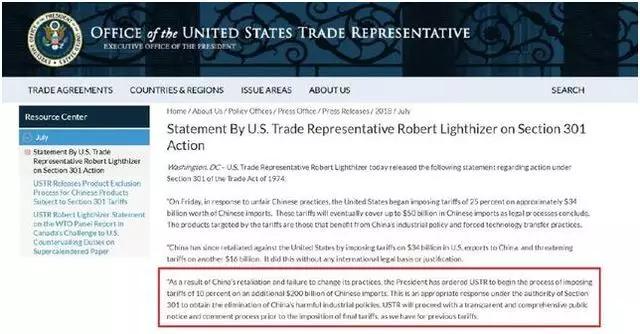 OFFICE of the UNITED STATES TRADE REPRESENTATIVE
EXECUTIVE OFFICE OF THE PRESIDENT
TRADE AGREEMENTS COUNTRIES & REGIONS ISSUE AREAS ABOUT US SEARCH
Resource Center
July
Statement By U.S. Trade
Representative Robert
Lighthizer on Section 301
Action
USTR Releases Product Exclusion
Process for Chinese Products
Subject to Section 301 Tariffs
USTR Robert Lighthizer Statement
on the WTO Panel Report in
Canada's Challenge to U.S.
Countervailing Duties on
Supercalendered Paper
Home / About Us / Policy Offices / Press Office / Press Releases / 2018 / July
Statement By U.S. Trade Representative Robert Lighthizer on Section 301
Action
Washington, DC – U.S. Trade Representative Robert Lighthizer today released the following statement regarding action under
Section 301 of the Trade Act of 1974:
"On Friday, in response to unfair Chinese practices, the United States began imposing tariffs of 25 percent on approximately $34
billion worth of Chinese imports. These tariffs will eventually cover up to $50 billion in Chinese imports as legal processes conclude.
The products targeted by the tariffs are those that benefit from China's industrial policy and forced technology transfer practices.
"China has since retaliated against the United States by imposing tariffs on $34 billion in U.S. exports to China, and threatening
tariffs on another $16 billion. It did this without any international legal basis or justification.
"As a result of China's retaliation and failure to change its practices, the President has ordered USTR to begin the process of imposing
tariffs of 10 percent on an additional $200 billion of Chinese imports. This is an appropriate response under the authority of Section
301 to obtain the elimination of China's harmful industrial policies. USTR will proceed with a transparent and comprehensive public
notice and comment process prior to the imposition of final tariffs, as we have for previous tariffs.